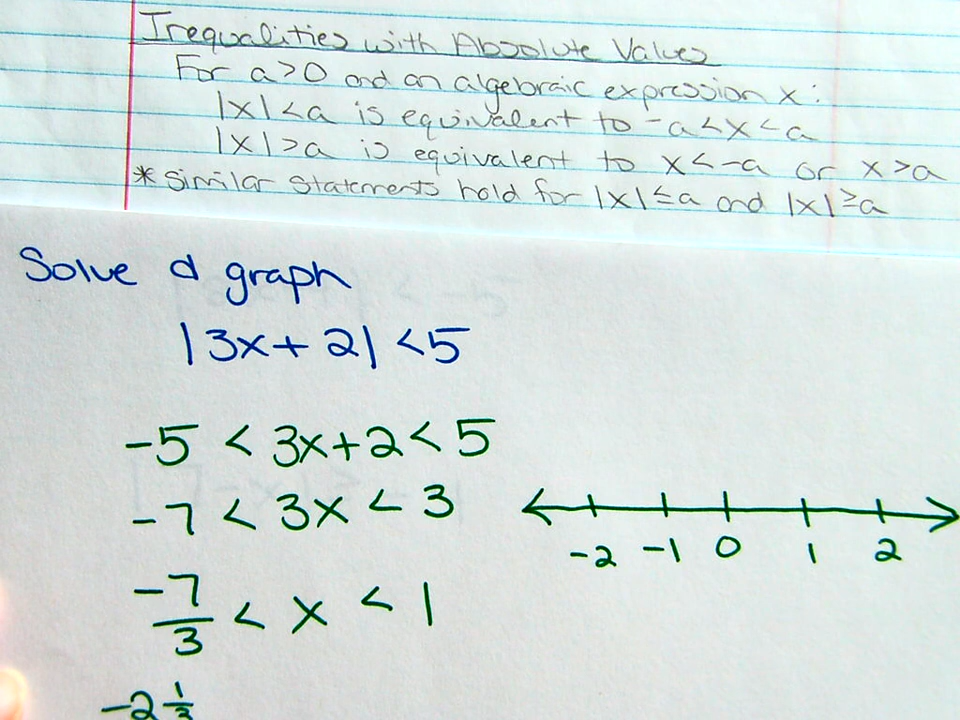 Inequalities with Absolute Values
For a>0 and an algebraic expression x:
|x|<a is equivalent to -a<x<a
|x|>a is equivalent to x<-a or x>a
*similar statements hold for |x|≤a and |x|≥a
Solve & graph
|3x+2|<5
-5 < 3x+2 < 5
-7 < 3x < 3
-2 -1 0 1 2
-7/3 < x < 1
-2 1/3